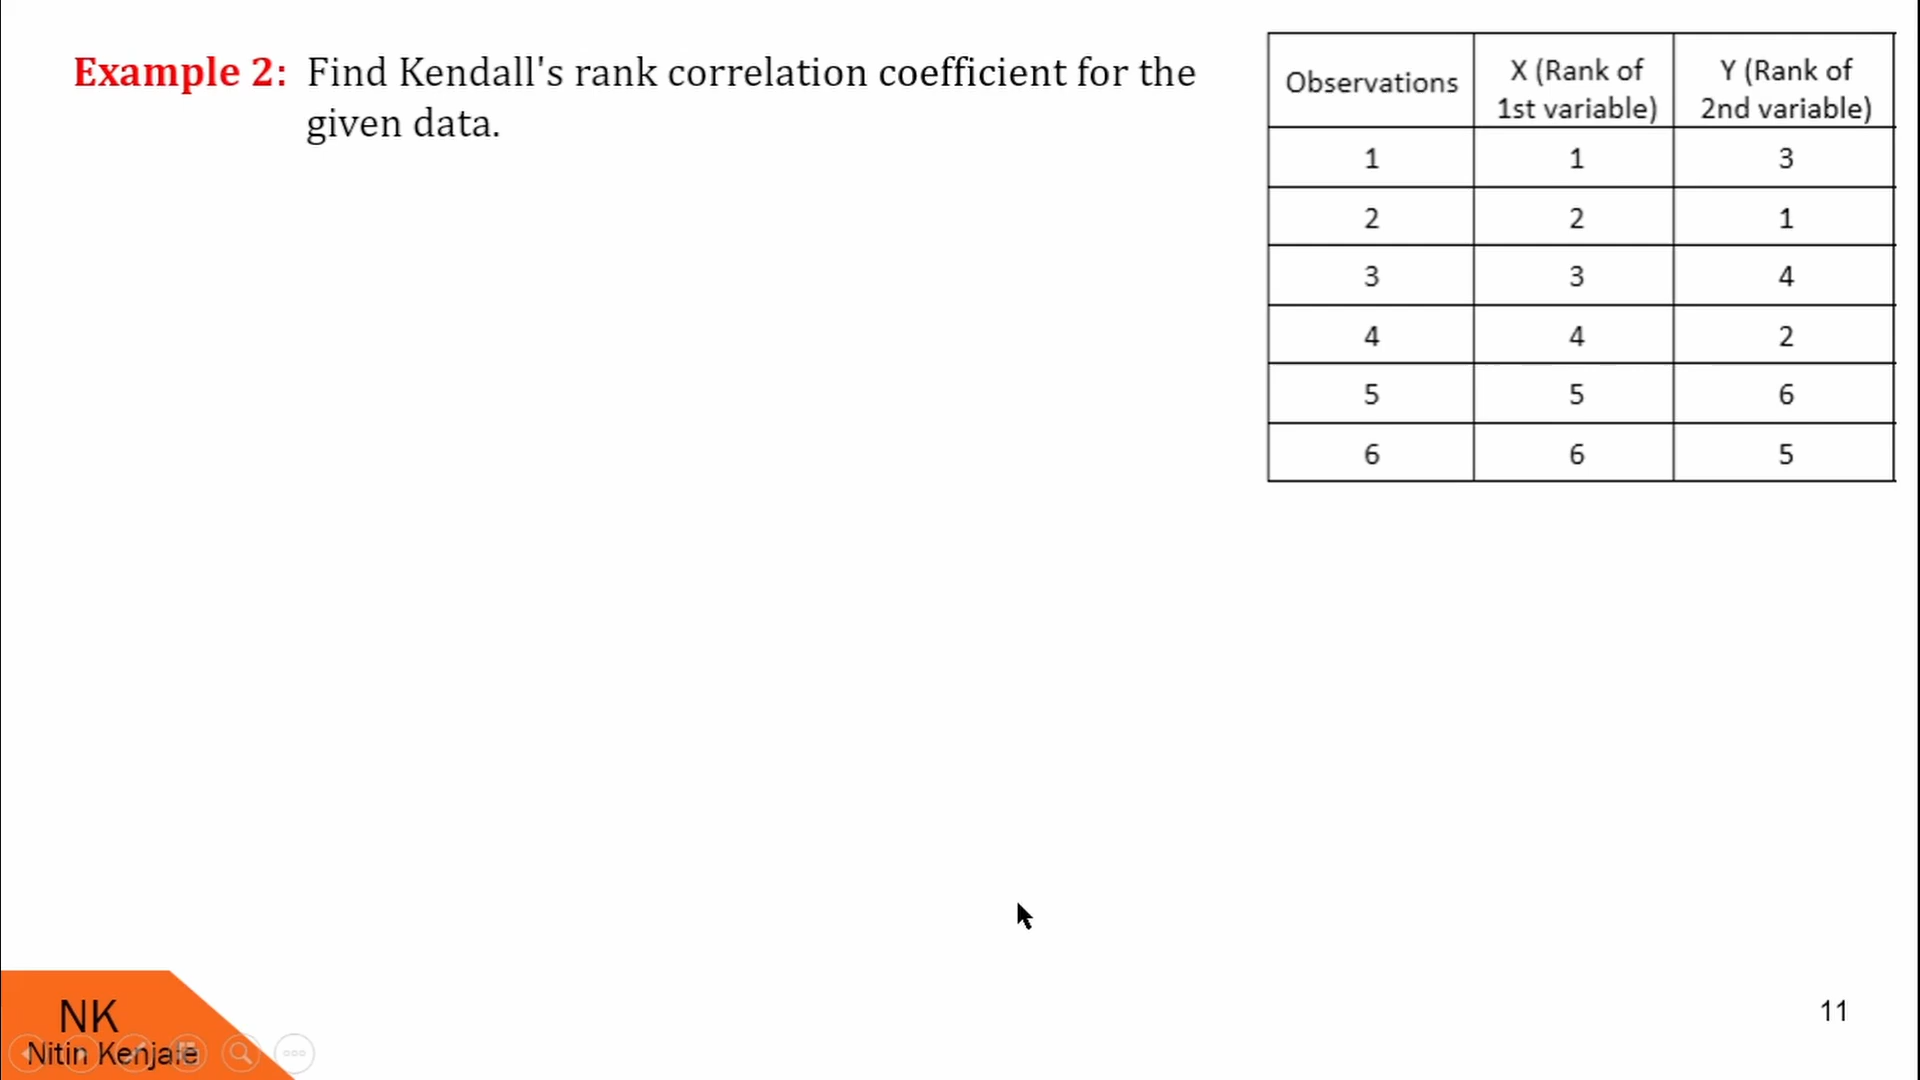 Example 2: Find Kendall's rank correlation coefficient for the
given data.
Observations X (Rank of 1st variable) Y (Rank of 2nd variable)
1 1 3
2 2 1
3 3 4
4 4 2
5 5 6
6 6 5
NK
Nitin Kenjale
11